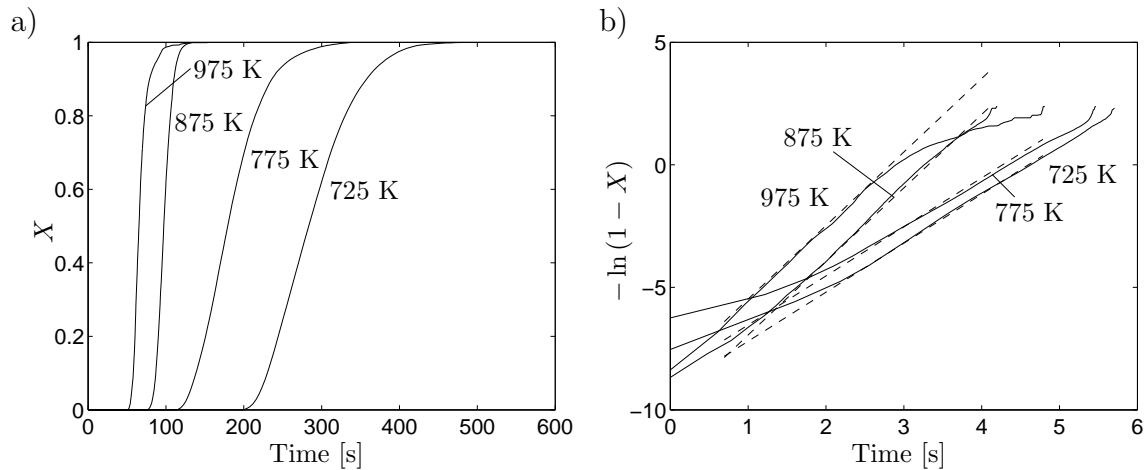 a)
1
0.8
0.6
0.4
0.2
0
X
975 K
875 K
775 K
725 K
0 100 200 300 400 500 600
Time [s]
b)
5
0
−5
−10
− ln (1 − X)
875 K
975 K
725 K
775 K
0 1 2 3 4 5 6
Time [s]